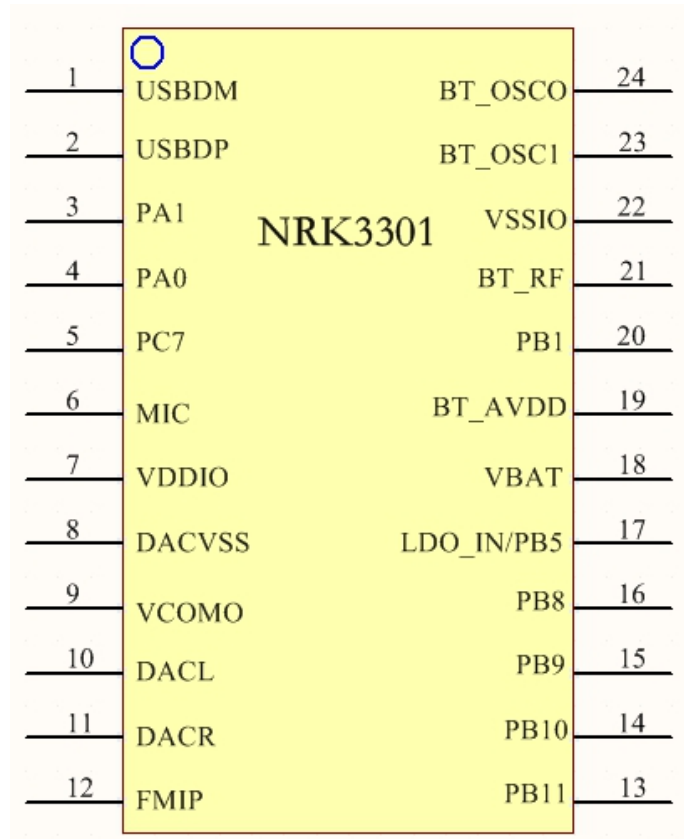 1 USBDM BT_OSCO 24
2 USBDP BT_OSC1 23
3 PA1 VSSIO 22
NRK3301
4 PA0 BT_RF 21
5 PC7 PB1 20
6 MIC BT_AVDD 19
7 VDDIO VBAT 18
8 DACVSS LDO_IN/PB5 17
9 VCOMO PB8 16
10 DACL PB9 15
11 DACR PB10 14
12 FMIP PB11 13